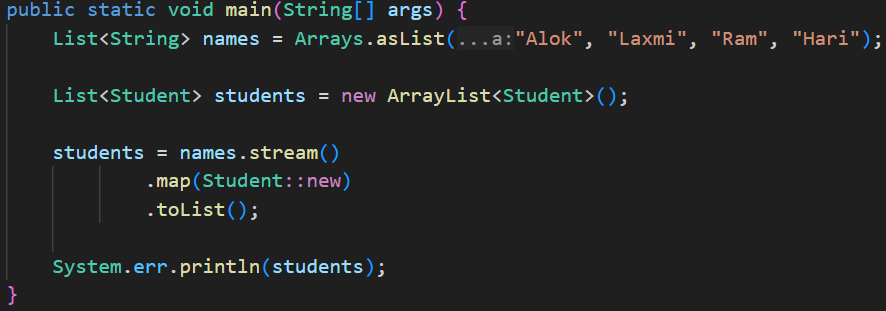 public static void main(String[] args) {
    List<String> names = Arrays.asList(...a:"Alok", "Laxmi", "Ram", "Hari");
    List<Student> students = new ArrayList<Student>();
    students = names.stream()
            .map(Student::new)
            .toList();
    System.err.println(students);
}